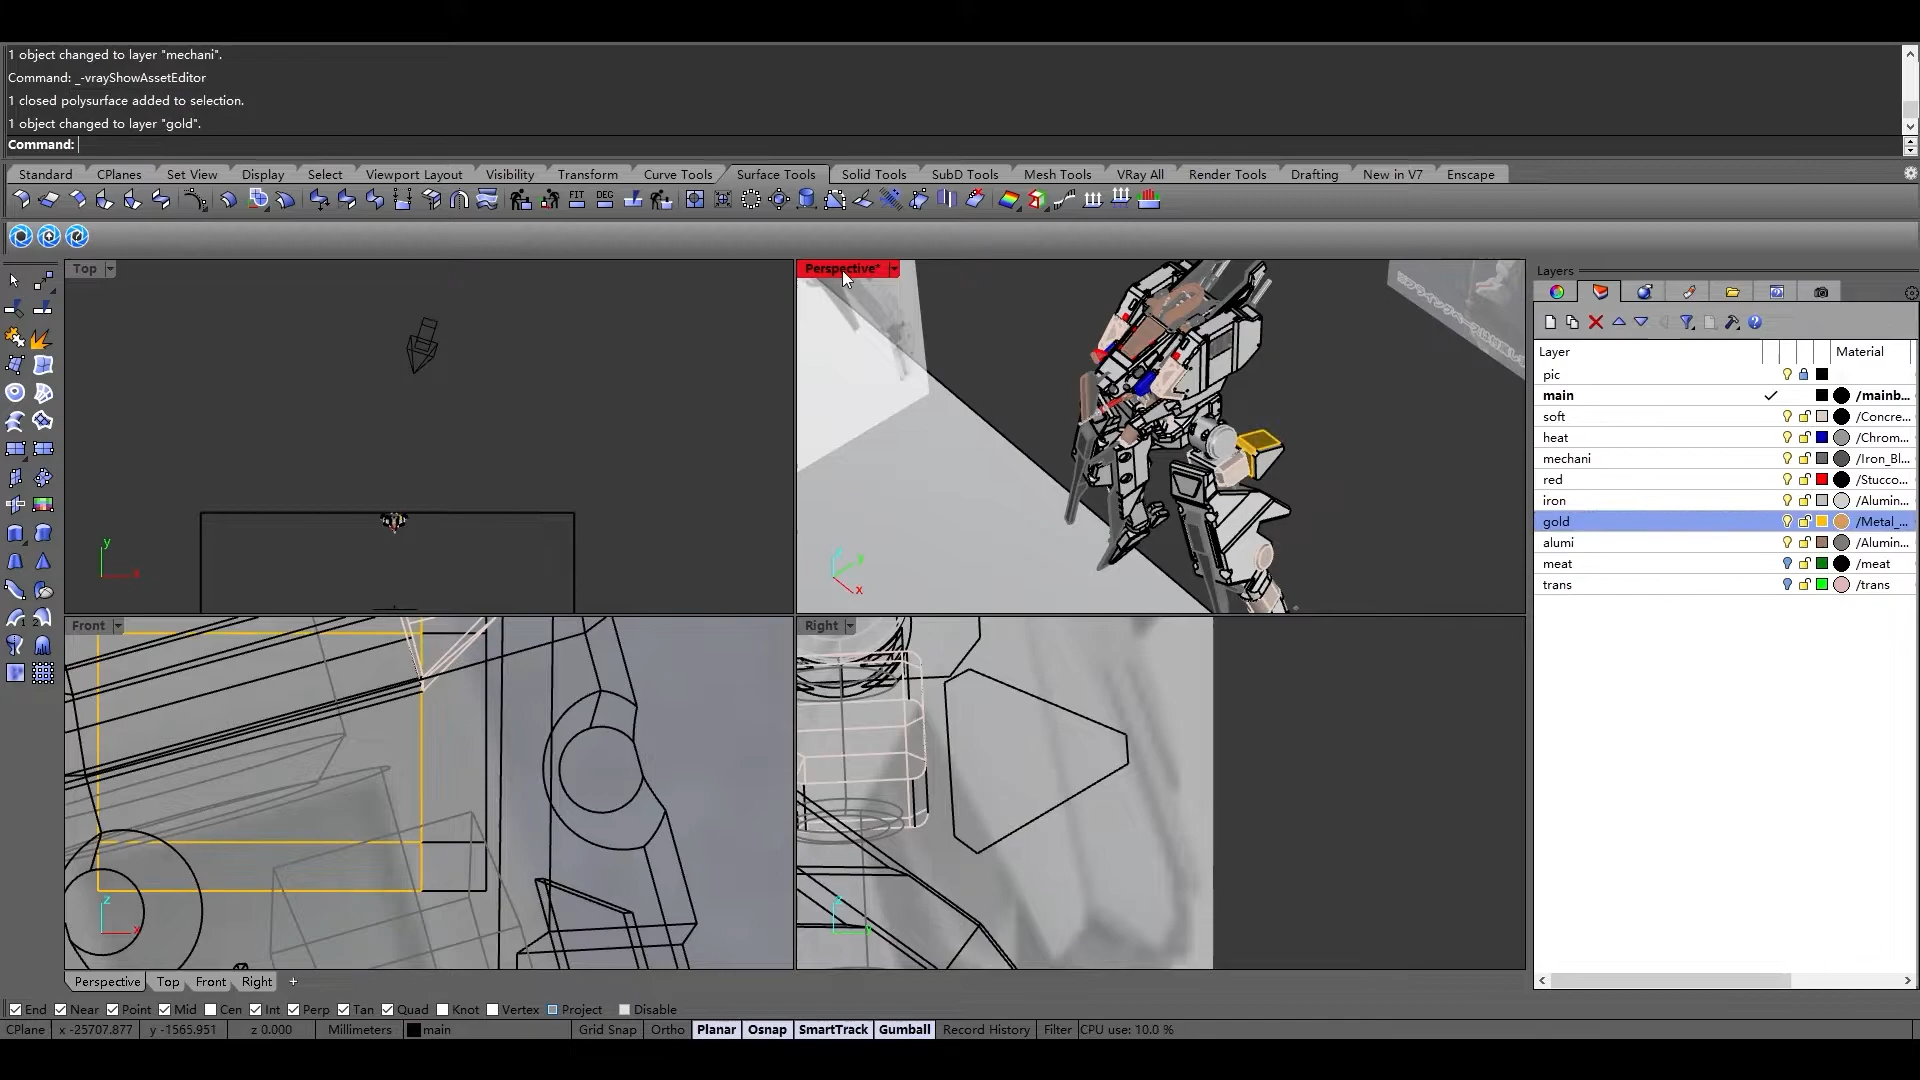 1 object changed to layer "mechani".
Command: _-vrayShowAssetEditor
1 closed polysurface added to selection.
1 object changed to layer "gold".
Command:
Standard CPlanes Set View Display Select Viewport Layout Visibility Transform Curve Tools Surface Tools Solid Tools SubD Tools Mesh Tools VRay All Render Tools Drafting New in V7 Enscape
FIT DEG
Top
Perspective*
y
x
z
y
x
Front
Right
z
x
z
y
Layers
Layer Material
pic
main /mainb...
soft /Concre...
heat /Chrom...
mechani /Iron_Bl...
red /Stucco...
iron /Alumin...
gold /Metal_...
alumi /Alumin...
meat /meat
trans /trans
Perspective Top Front Right +
End Near Point Mid Cen Int Perp Tan Quad Knot Vertex Project Disable
CPlane x -25707.877 y -1565.951 z 0.000 Millimeters main Grid Snap Ortho Planar Osnap SmartTrack Gumball Record History Filter CPU use: 10.0 %